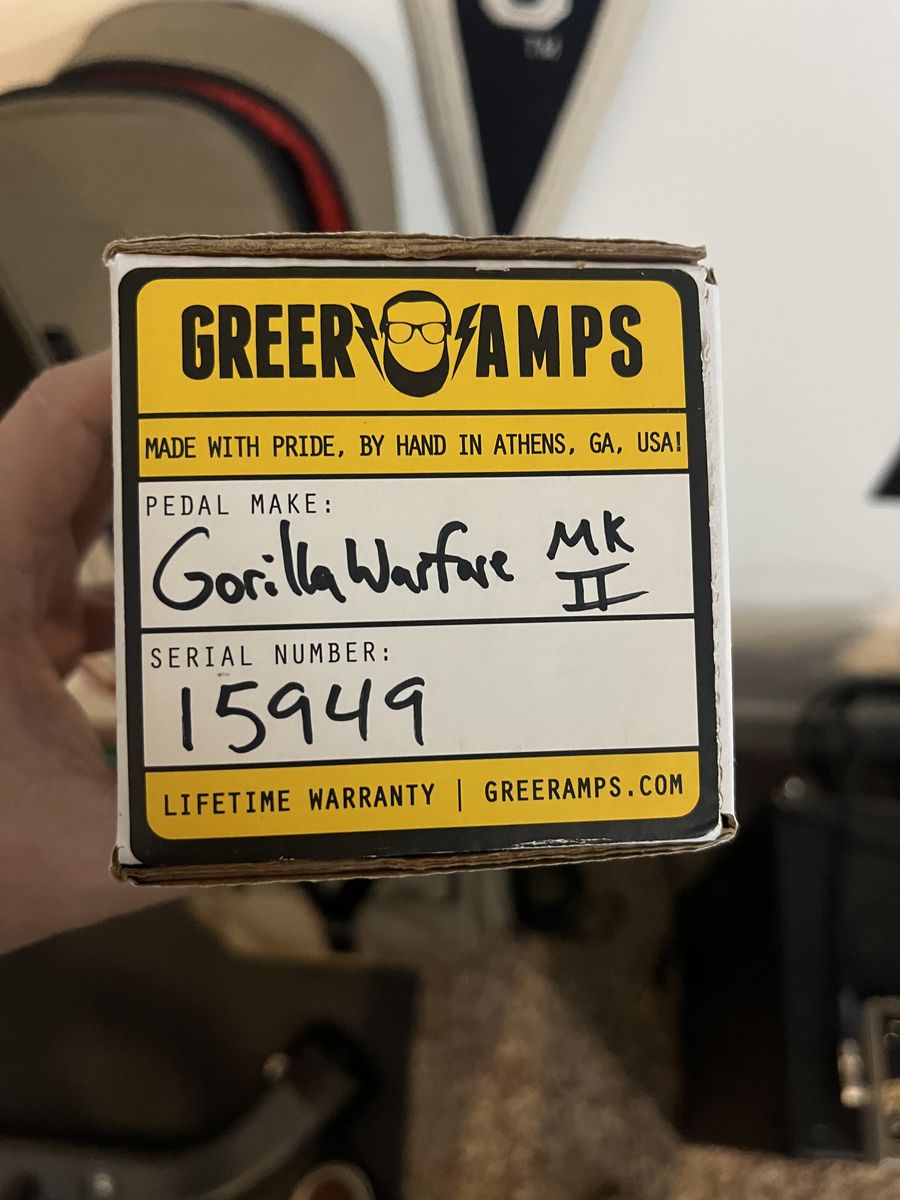 TM
GREER AMPS
MADE WITH PRIDE, BY HAND IN ATHENS, GA, USA!
PEDAL MAKE:
Gorilla Warfare MK II
SERIAL NUMBER:
15949
LIFETIME WARRANTY | GREERAMPS.COM